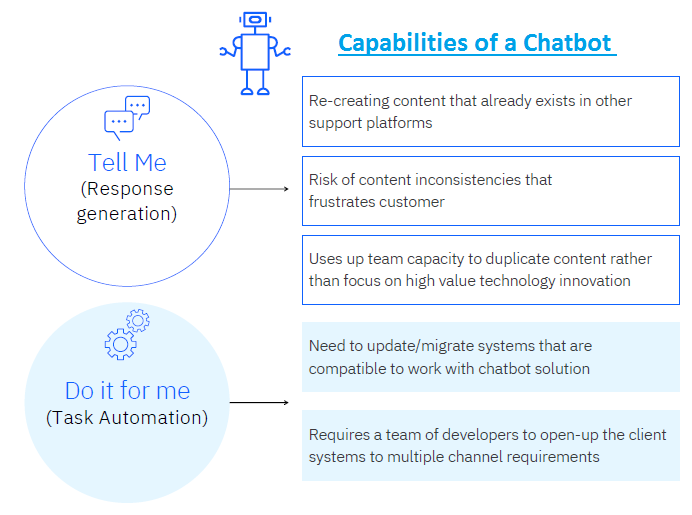 Capabilities of a Chatbot
Re-creating content that already exists in other
support platforms
Tell Me
(Response
generation)
Risk of content inconsistencies that
frustrates customer
Uses up team capacity to duplicate content rather
than focus on high value technology innovation
Do it for me
(Task Automation)
Need to update/migrate systems that are
compatible to work with chatbot solution
Requires a team of developers to open-up the client
systems to multiple channel requirements